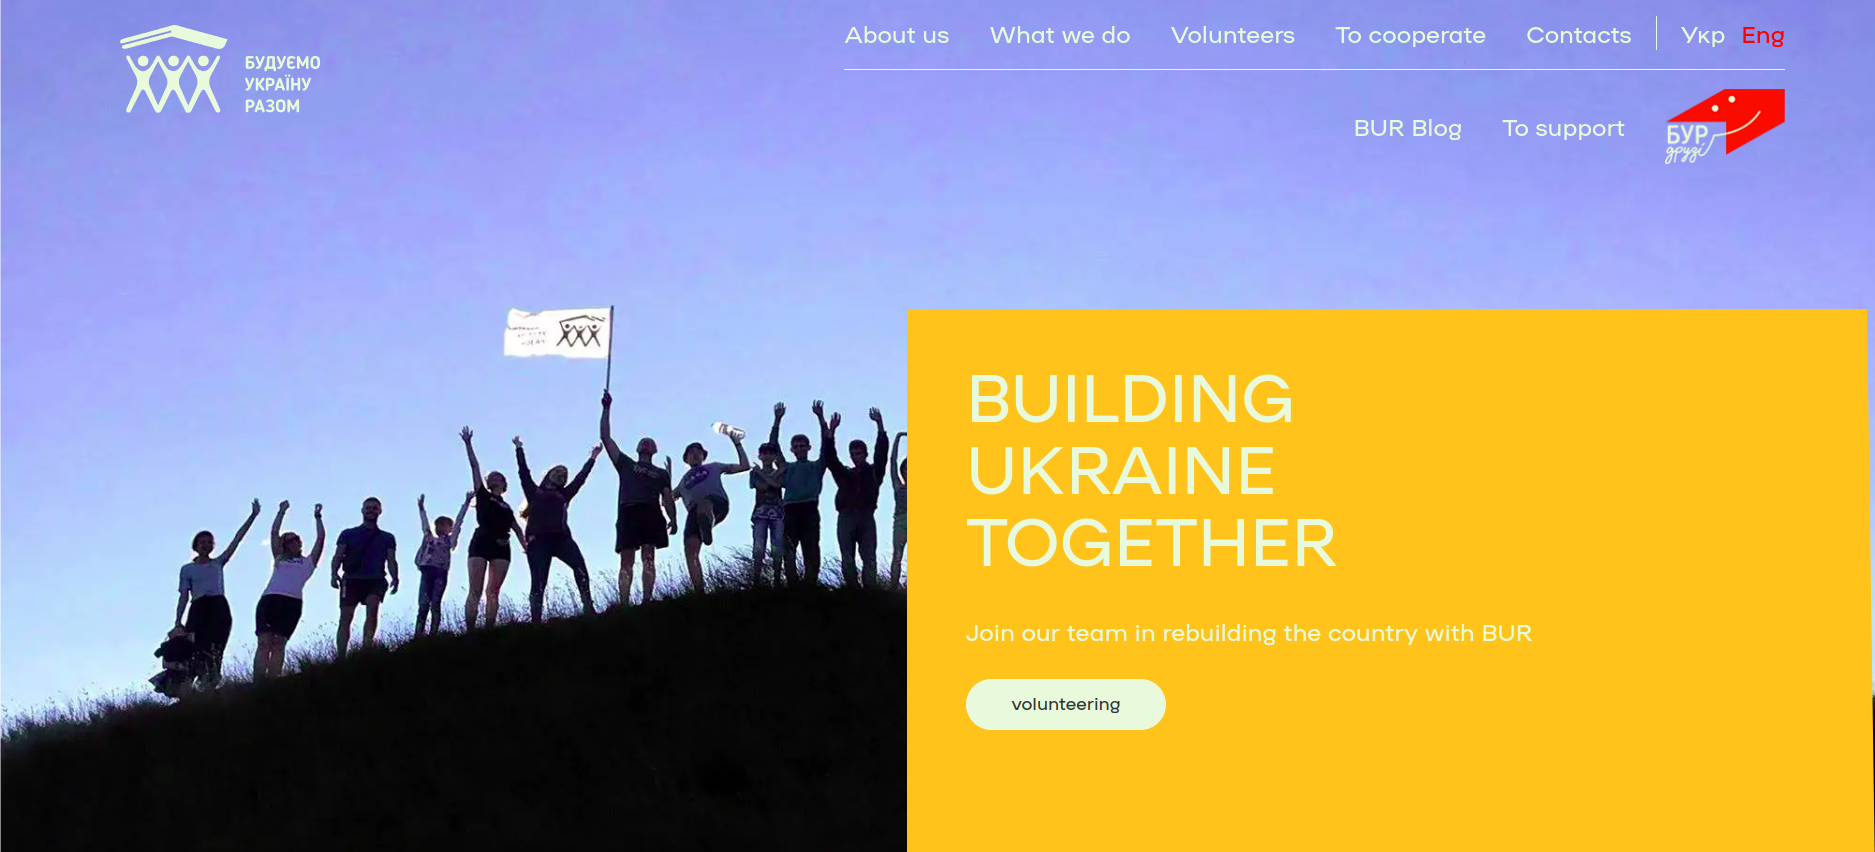 БУДУЄМО
УКРАЇНУ
РАЗОМ
About us What we do Volunteers To cooperate Contacts Укр Eng
BUR Blog To support
БУР
друзі
BUILDING
UKRAINE
TOGETHER
Join our team in rebuilding the country with BUR
volunteering